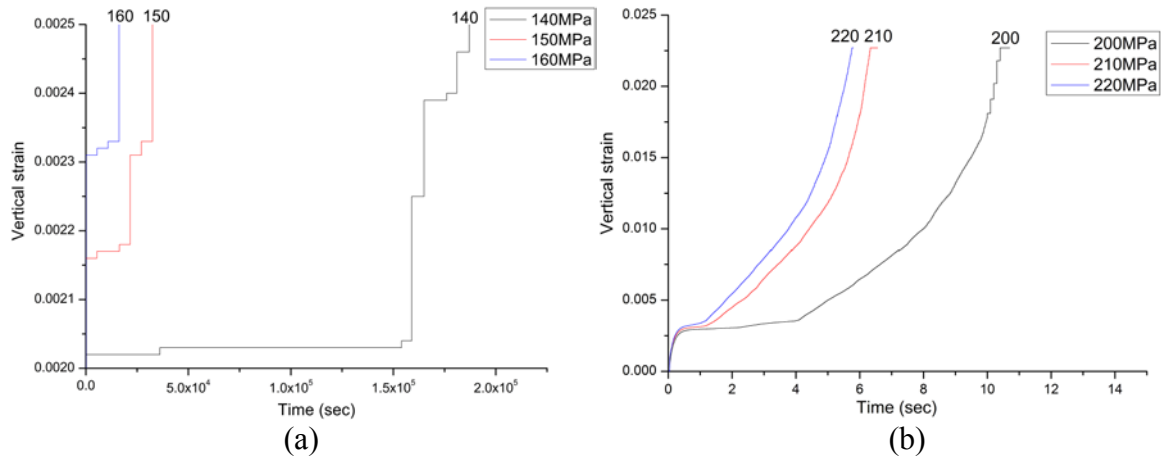 160 150 140
140MPa
150MPa
160MPa
0.0025
0.0024
0.0023
0.0022
0.0021
0.0020
Vertical strain
0.0 5.0x10⁴ 1.0x10⁵ 1.5x10⁵ 2.0x10⁵
Time (sec)
(a)
220 210 200
200MPa
210MPa
220MPa
0.025
0.020
0.015
0.010
0.005
0.000
Vertical strain
0 2 4 6 8 10 12 14
Time (sec)
(b)